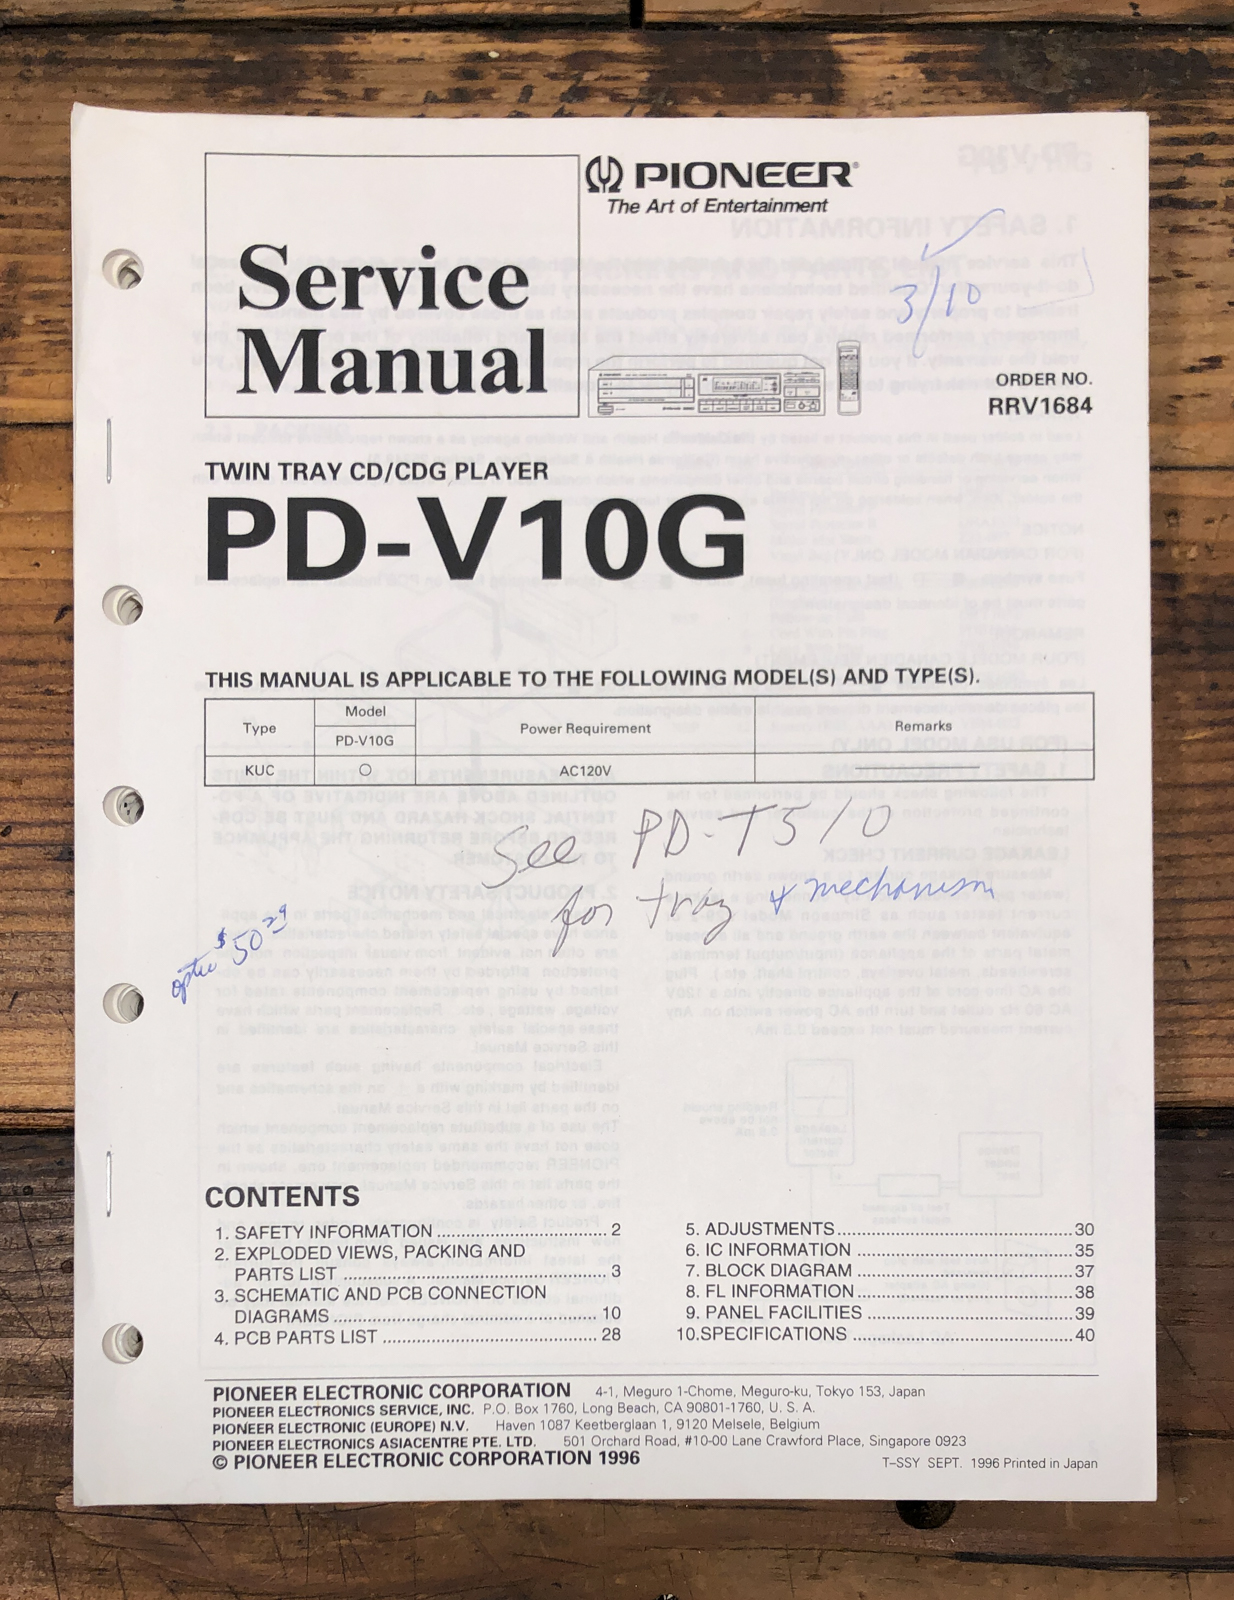 PIONEER®
The Art of Entertainment
Service
Manual
3/10
ORDER NO.
RRV1684
TWIN TRAY CD/CDG PLAYER
PD-V10G
THIS MANUAL IS APPLICABLE TO THE FOLLOWING MODEL(S) AND TYPE(S).
Type Model Power Requirement Remarks
PD-V10G
KUC ○ AC120V ————
See PD-T510
for tray & mechanism
$50.29
CONTENTS
1. SAFETY INFORMATION ............................ 2
2. EXPLODED VIEWS, PACKING AND
PARTS LIST ............................ 3
3. SCHEMATIC AND PCB CONNECTION
DIAGRAMS ............................ 10
4. PCB PARTS LIST ............................ 28
5. ADJUSTMENTS ............................ 30
6. IC INFORMATION ............................ 35
7. BLOCK DIAGRAM ............................ 37
8. FL INFORMATION ............................ 38
9. PANEL FACILITIES ............................ 39
10.SPECIFICATIONS ............................ 40
PIONEER ELECTRONIC CORPORATION 4-1, Meguro 1-Chome, Meguro-ku, Tokyo 153, Japan
PIONEER ELECTRONICS SERVICE, INC. P.O. Box 1760, Long Beach, CA 90801-1760, U. S. A.
PIONEER ELECTRONIC (EUROPE) N.V. Haven 1087 Keetberglaan 1, 9120 Melsele, Belgium
PIONEER ELECTRONICS ASIACENTRE PTE. LTD. 501 Orchard Road, #10-00 Lane Crawford Place, Singapore 0923
© PIONEER ELECTRONIC CORPORATION 1996
T–SSY SEPT. 1996 Printed in Japan